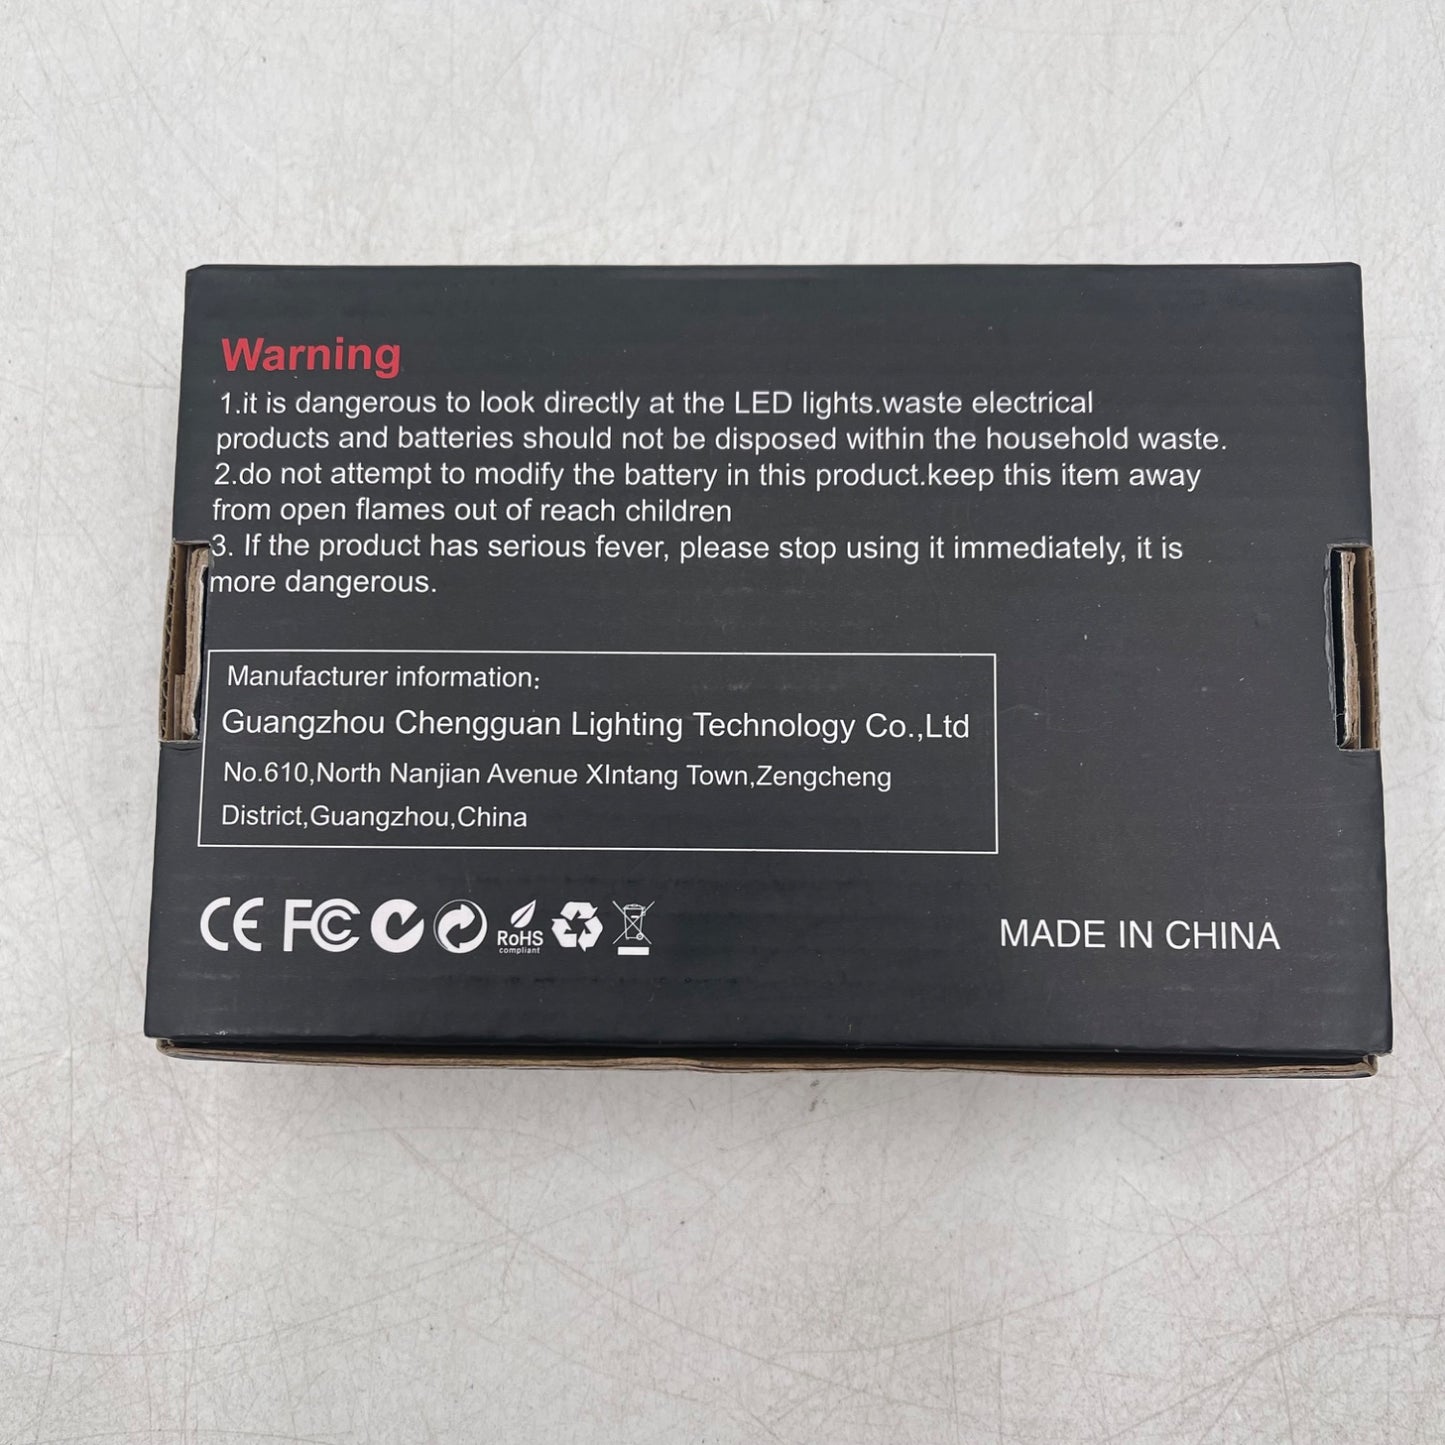 Warning
1.it is dangerous to look directly at the LED lights.waste electrical
products and batteries should not be disposed within the household waste.
2.do not attempt to modify the battery in this product.keep this item away
from open flames out of reach children
3. If the product has serious fever, please stop using it immediately, it is
more dangerous.
Manufacturer information:
Guangzhou Chengguan Lighting Technology Co.,Ltd
No.610,North Nanjian Avenue XIntang Town,Zengcheng
District,Guangzhou,China
CE FC RoHS
compliant
MADE IN CHINA